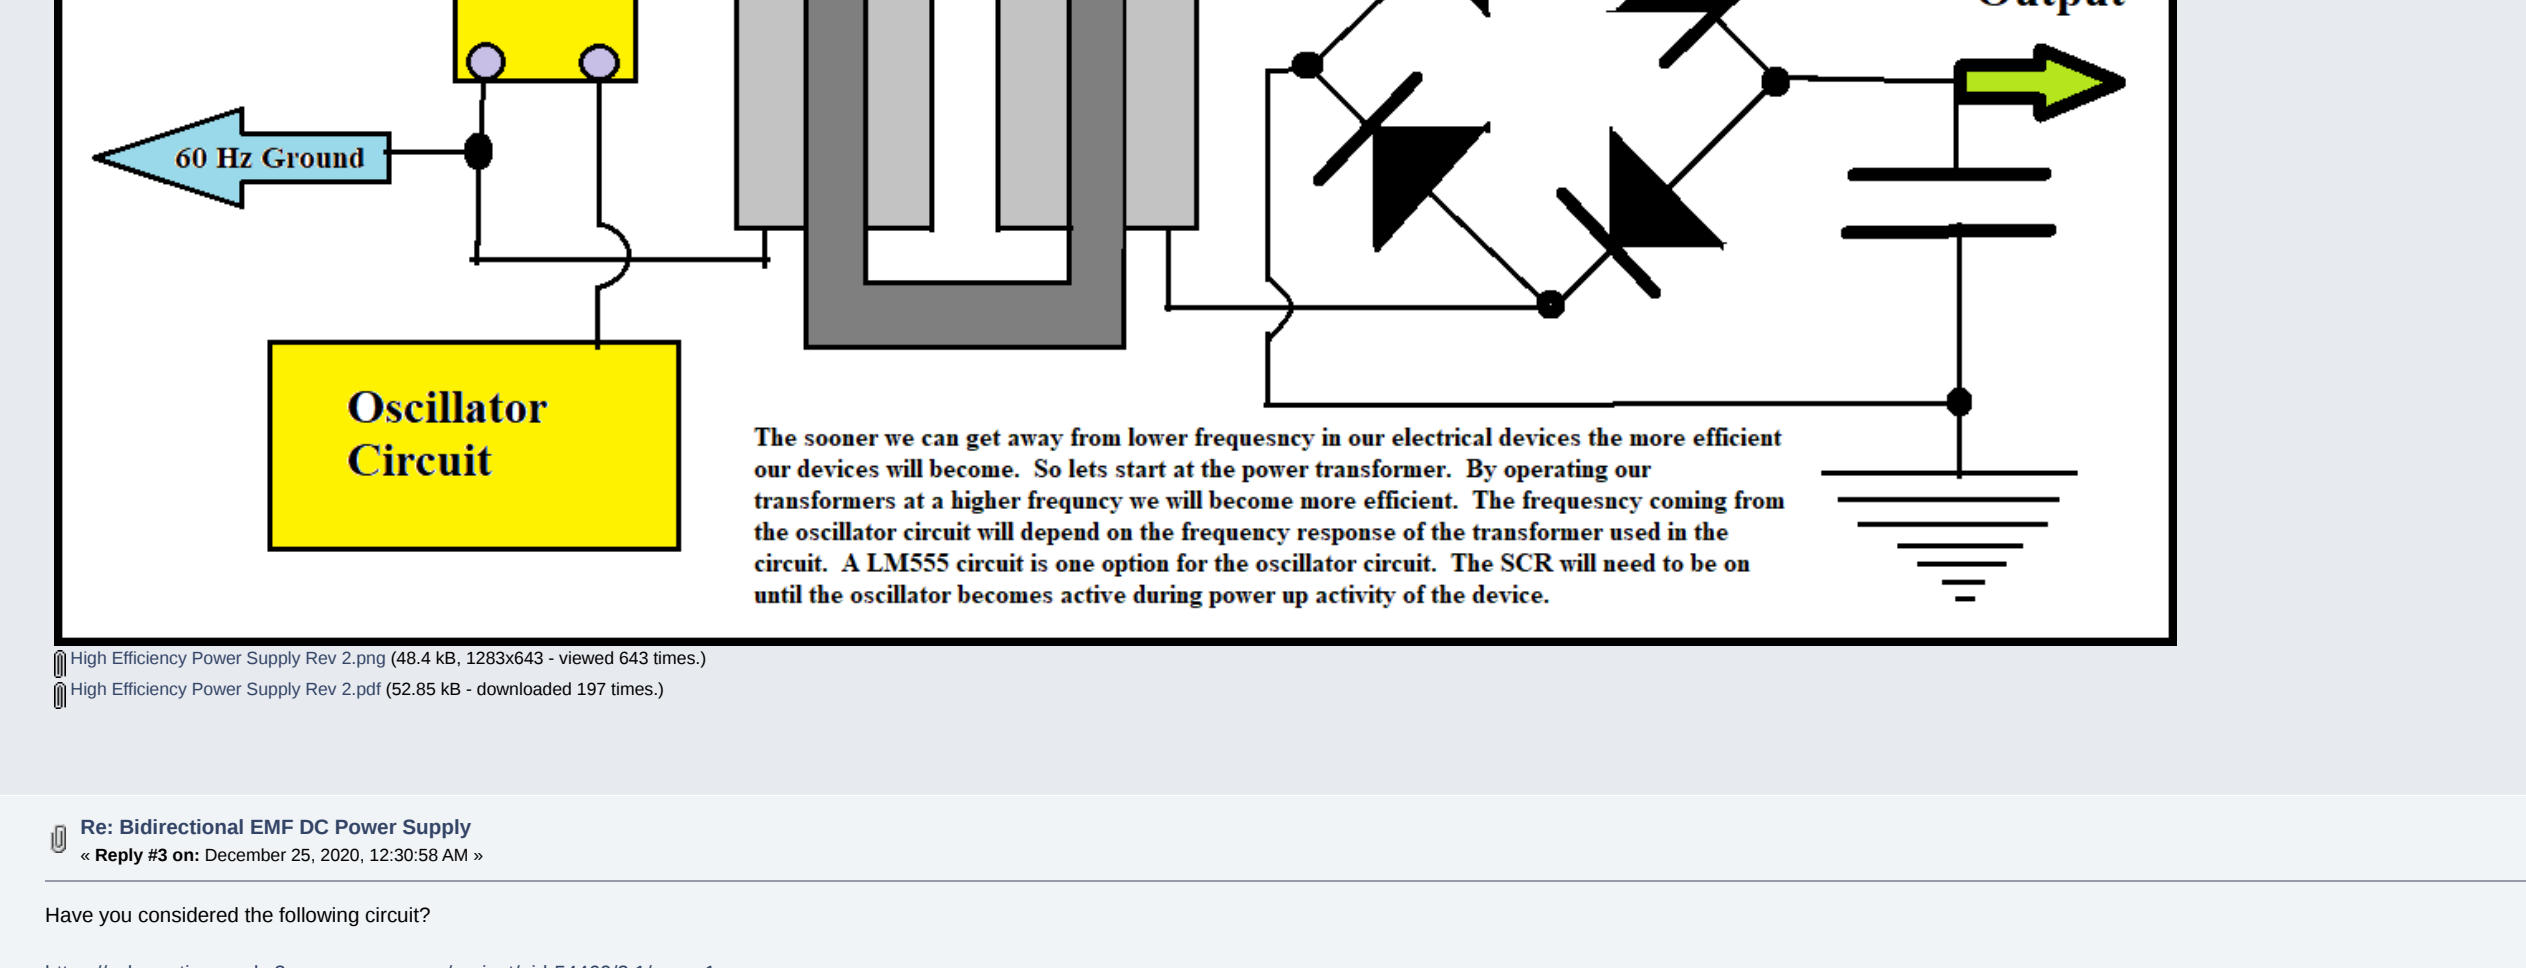 Output
60 Hz Ground
Oscillator
Circuit
The sooner we can get away from lower frequesncy in our electrical devices the more efficient
our devices will become.  So lets start at the power transformer.  By operating our
transformers at a higher frequncy we will become more efficient.  The frequesncy coming from
the oscillator circuit will depend on the frequency response of the transformer used in the
circuit.  A LM555 circuit is one option for the oscillator circuit.  The SCR will need to be on
until the oscillator becomes active during power up activity of the device.
High Efficiency Power Supply Rev 2.png (48.4 kB, 1283x643 - viewed 643 times.)
High Efficiency Power Supply Rev 2.pdf (52.85 kB - downloaded 197 times.)
Re: Bidirectional EMF DC Power Supply
« Reply #3 on: December 25, 2020, 12:30:58 AM »
Have you considered the following circuit?